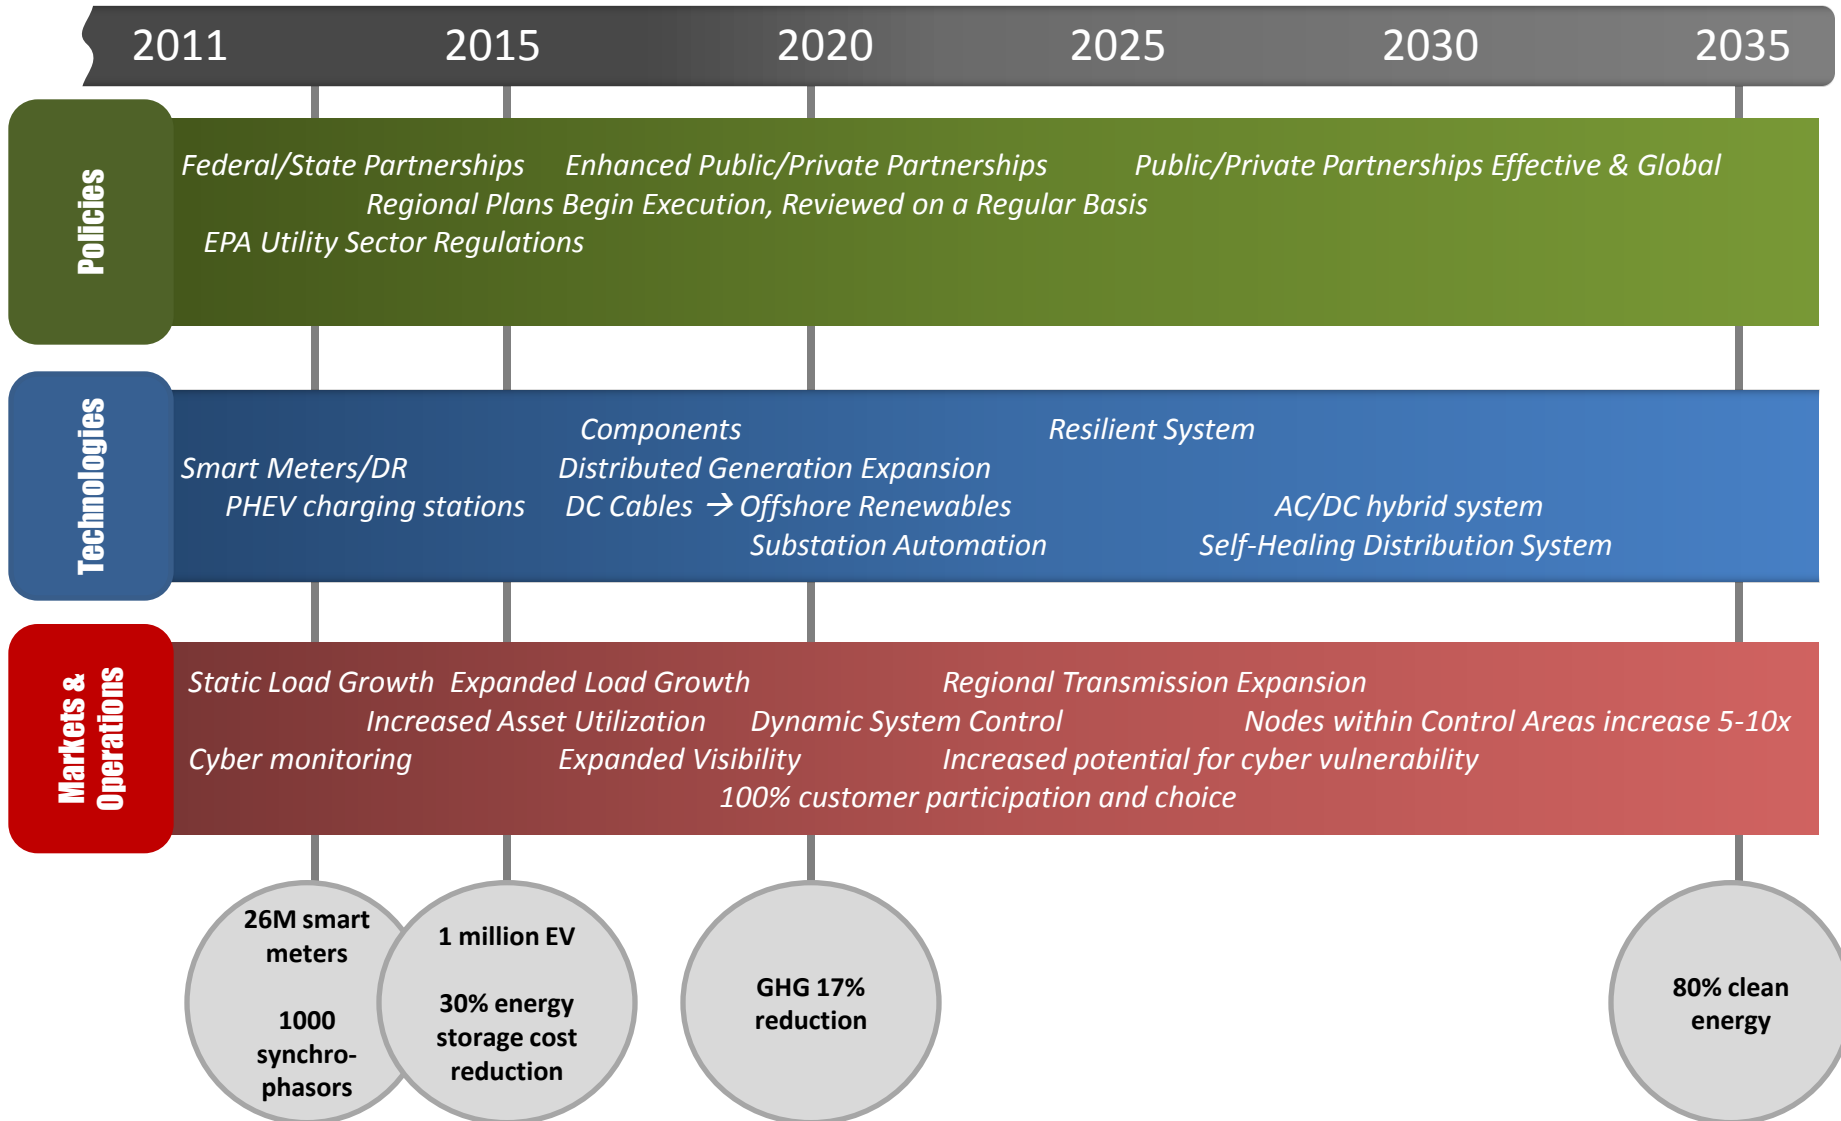 2011 2015 2020 2025 2030 2035
Policies
Federal/State Partnerships Enhanced Public/Private Partnerships Public/Private Partnerships Effective & Global
Regional Plans Begin Execution, Reviewed on a Regular Basis
EPA Utility Sector Regulations
Technologies
Components Resilient System
Smart Meters/DR Distributed Generation Expansion
PHEV charging stations DC Cables → Offshore Renewables AC/DC hybrid system
Substation Automation Self-Healing Distribution System
Markets &
Operations
Static Load Growth Expanded Load Growth Regional Transmission Expansion
Increased Asset Utilization Dynamic System Control Nodes within Control Areas increase 5-10x
Cyber monitoring Expanded Visibility Increased potential for cyber vulnerability
100% customer participation and choice
26M smart
meters
1000
synchro-
phasors
1 million EV
30% energy
storage cost
reduction
GHG 17%
reduction
80% clean
energy